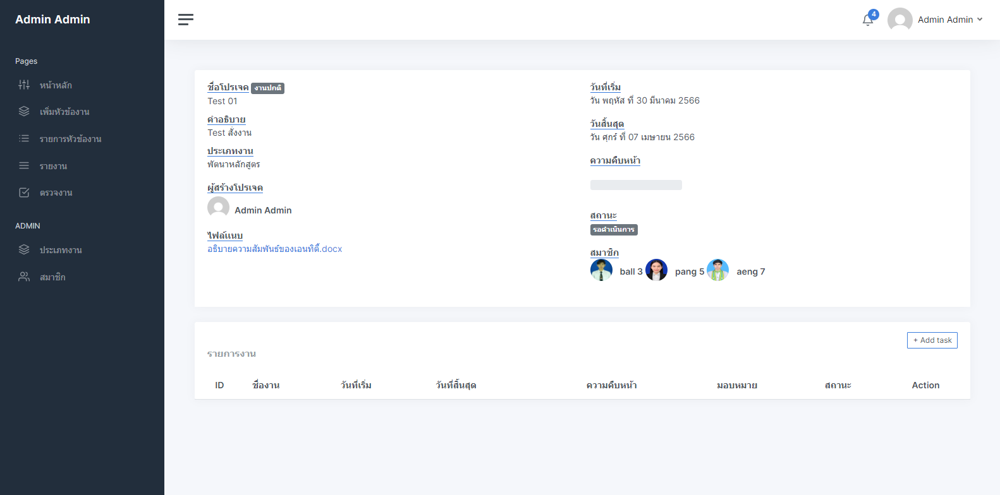 Admin Admin
Pages
หน้าหลัก
เพิ่มหัวข้องาน
รายการหัวข้องาน
รายงาน
ตรวจงาน
ADMIN
ประเภทงาน
สมาชิก
4
Admin Admin
ชื่อโปรเจค งานปกติ
Test 01
คำอธิบาย
Test สั่งงาน
ประเภทงาน
พัตนาหลักสูตร
ผู้สร้างโปรเจค
Admin Admin
ไฟล์แนบ
อธิบายความสัมพันธ์ของเอนทิตี้.docx
วันที่เริ่ม
วัน พฤหัส ที่ 30 มีนาคม 2566
วันสิ้นสุด
วัน ศุกร์ ที่ 07 เมษายน 2566
ความคืบหน้า
สถานะ
รอดำเนินการ
สมาชิก
ball 3 pang 5 aeng 7
+ Add task
รายการงาน
ID ชื่องาน วันที่เริ่ม วันที่สิ้นสุด ความคืบหน้า มอบหมาย สถานะ Action